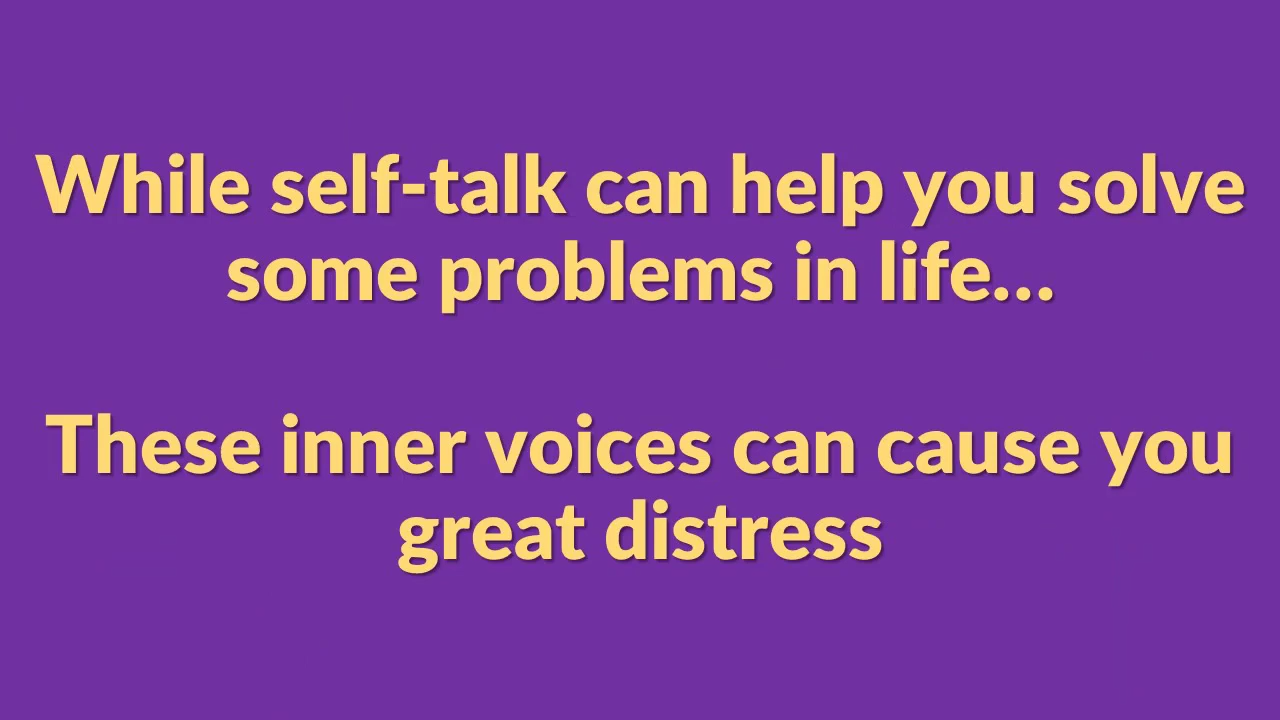 While self-talk can help you solve
some problems in life...
These inner voices can cause you
great distress